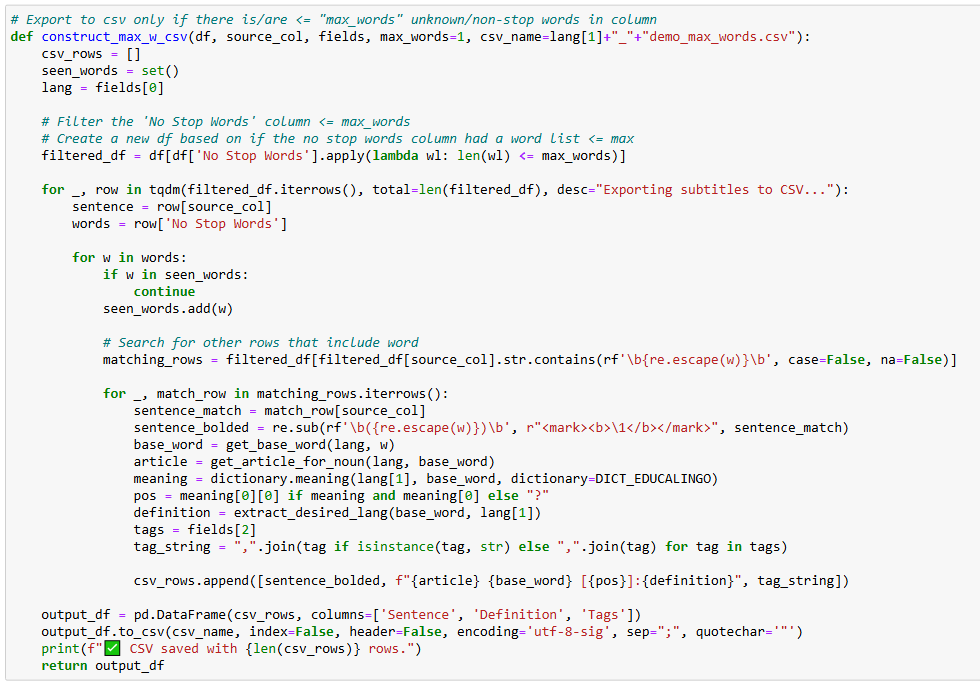 # Export to csv only if there is/are <= "max_words" unknown/non-stop words in column
def construct_max_w_csv(df, source_col, fields, max_words=1, csv_name=lang[1]+"_"+"demo_max_words.csv"):
    csv_rows = []
    seen_words = set()
    lang = fields[0]

    # Filter the 'No Stop Words' column <= max_words
    # Create a new df based on if the no stop words column had a word list <= max
    filtered_df = df[df['No Stop Words'].apply(lambda wl: len(wl) <= max_words)]

    for _, row in tqdm(filtered_df.iterrows(), total=len(filtered_df), desc="Exporting subtitles to CSV..."):
        sentence = row[source_col]
        words = row['No Stop Words']

        for w in words:
            if w in seen_words:
                continue
            seen_words.add(w)

            # Search for other rows that include word
            matching_rows = filtered_df[filtered_df[source_col].str.contains(rf'\b{re.escape(w)}\b', case=False, na=False)]

            for _, match_row in matching_rows.iterrows():
                sentence_match = match_row[source_col]
                sentence_bolded = re.sub(rf'\b({re.escape(w)})\b', r"<mark><b>\1</b></mark>", sentence_match)
                base_word = get_base_word(lang, w)
                article = get_article_for_noun(lang, base_word)
                meaning = dictionary.meaning(lang[1], base_word, dictionary=DICT_EDUCALINGO)
                pos = meaning[0][0] if meaning and meaning[0] else "?"
                definition = extract_desired_lang(base_word, lang[1])
                tags = fields[2]
                tag_string = ",".join(tag if isinstance(tag, str) else ",".join(tag) for tag in tags)

                csv_rows.append([sentence_bolded, f"{article} {base_word} [{pos}]:{definition}", tag_string])

    output_df = pd.DataFrame(csv_rows, columns=['Sentence', 'Definition', 'Tags'])
    output_df.to_csv(csv_name, index=False, header=False, encoding='utf-8-sig', sep=";", quotechar='"')
    print(f"✅ CSV saved with {len(csv_rows)} rows.")
    return output_df